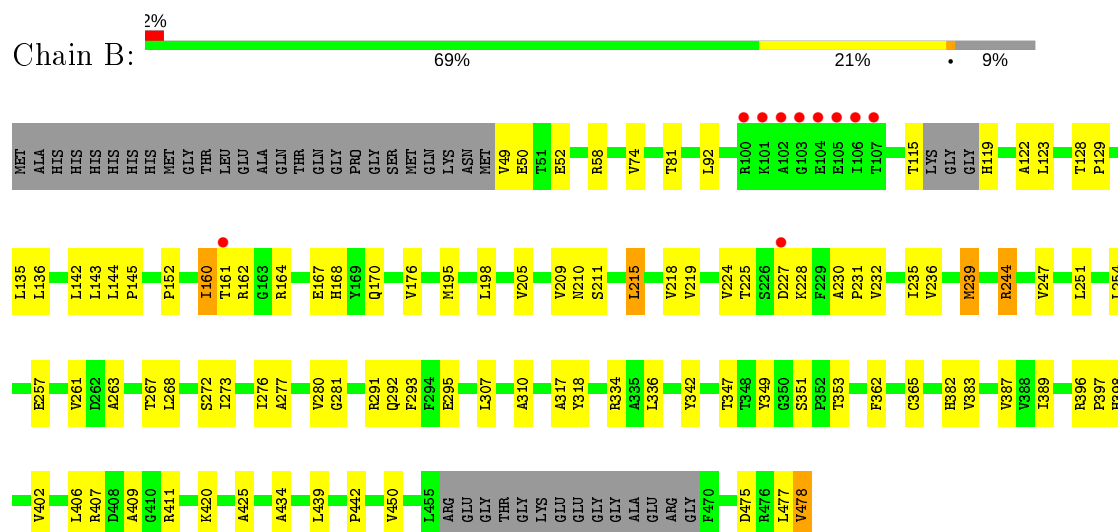 2%
Chain B:
69% 21% • 9%
MET ALA HIS HIS HIS HIS HIS HIS MET GLY THR LEU GLU ALA GLN THR GLN GLY PRO GLY SER MET GLN LYS ASN MET V49 E50 T51 E52 R58 V74 T81 L92 R100 K101 A102 G103 E104 E105 I106 T107 T115 LYS GLY GLY H119 A122 L123 T128 P129
L135 L136 L142 L143 L144 P145 P152 I160 T161 R162 G163 R164 E167 H168 Y169 Q170 V176 M195 L198 V205 V209 N210 S211 L215 V218 V219 V224 T225 S226 D227 K228 F229 A230 P231 V232 I235 V236 M239 R244 V247 L251 L254
E257 V261 D262 A263 T267 L268 S272 I273 I276 A277 V280 G281 R291 Q292 F293 F294 E295 L307 A310 A317 Y318 R334 A335 L336 Y342 T347 T348 Y349 G350 S351 P352 T353 F362 C365 H382 V383 V387 V388 I389 R396 P397 H398
V402 L406 R407 D408 A409 G410 R411 K420 A425 A434 L439 P442 V450 L455 ARG GLU GLY THR GLY LYS GLU GLU GLY GLY ALA GLU ARG GLY F470 D475 R476 L477 V478